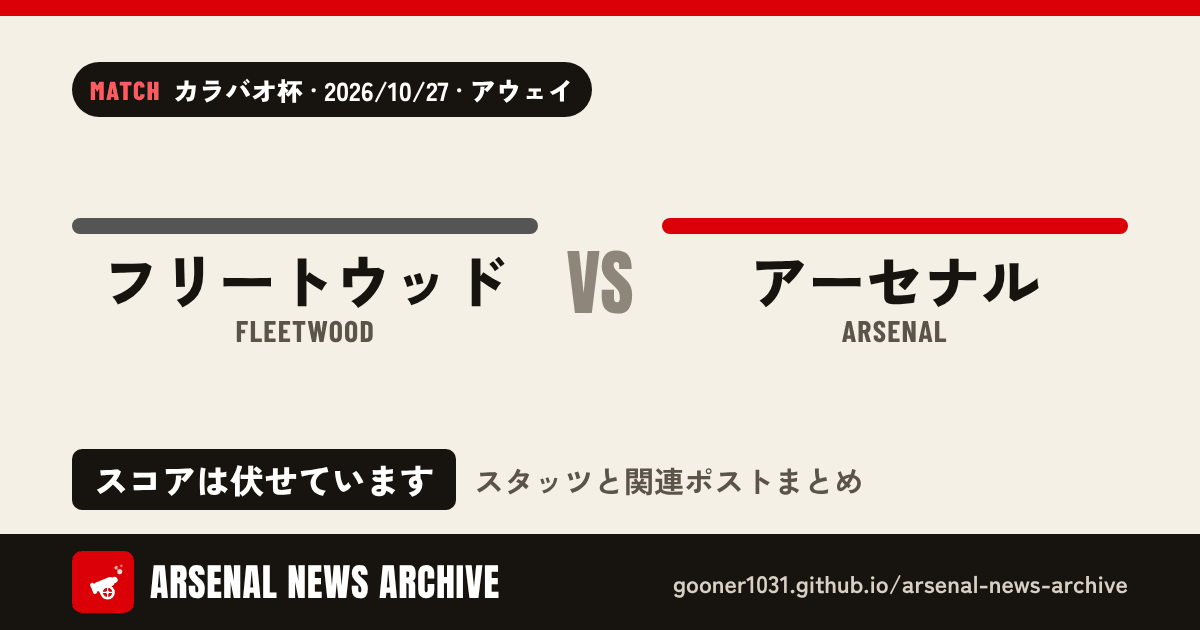 MATCH カラバオ杯・2026/10/27・アウェイ
フリートウッド VS アーセナル
FLEETWOOD ARSENAL
スコアは伏せています スタッツと関連ポストまとめ
ARSENAL NEWS ARCHIVE gooner1031.github.io/arsenal-news-archive